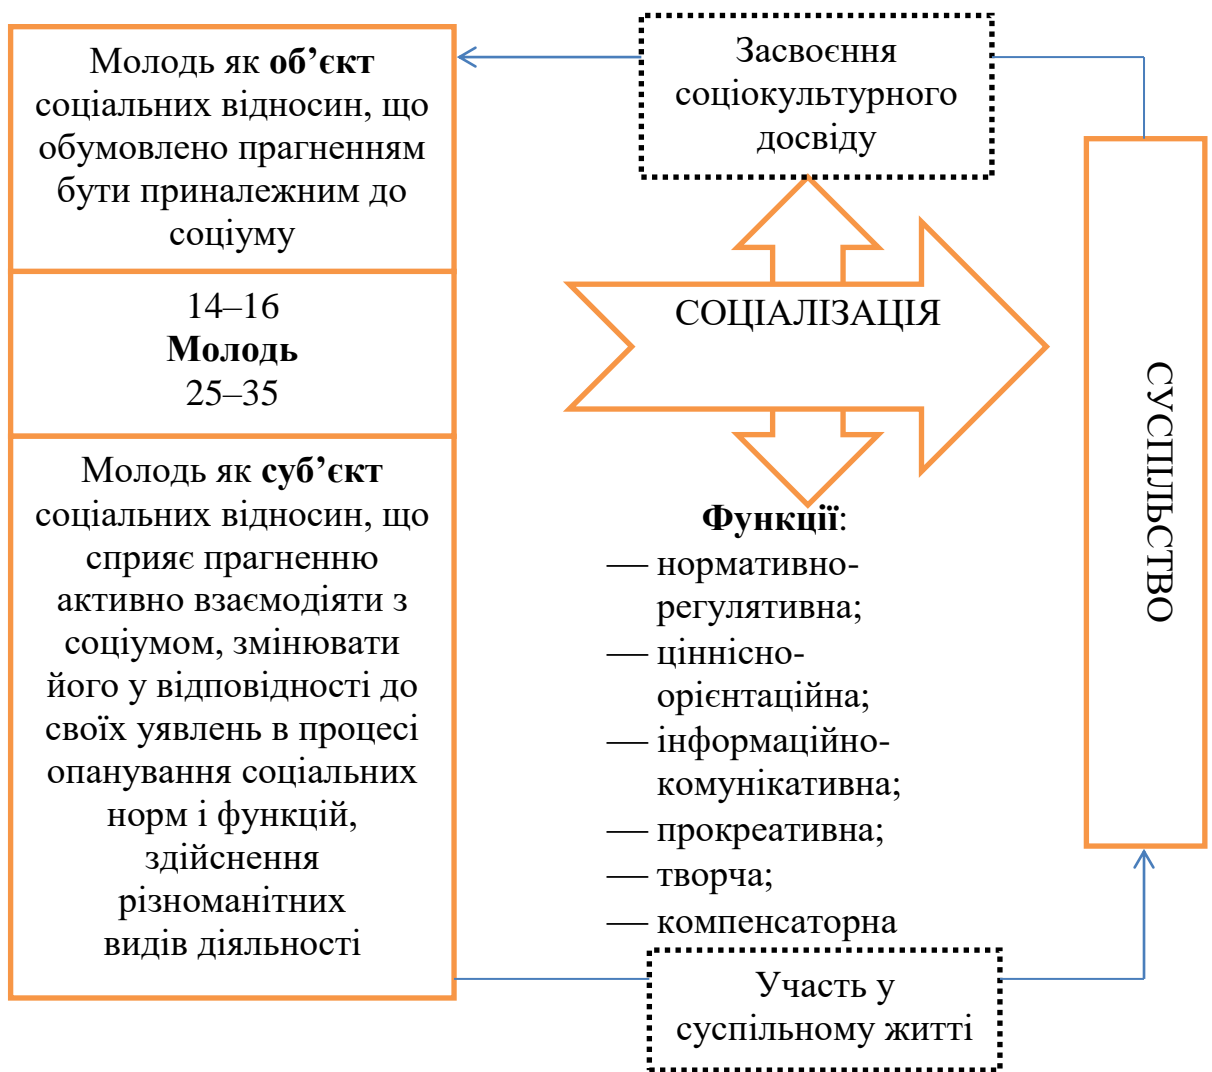 Молодь як об’єкт
соціальних відносин, що
обумовлено прагненням
бути приналежним до
соціуму
14–16
Молодь
25–35
Молодь як суб’єкт
соціальних відносин, що
сприяє прагненню
активно взаємодіяти з
соціумом, змінювати
його у відповідності до
своїх уявлень в процесі
опанування соціальних
норм і функцій,
здійснення
різноманітних
видів діяльності
Засвоєння
соціокультурного
досвіду
СОЦІАЛІЗАЦІЯ
Функції:
— нормативно-
регулятивна;
— ціннісно-
орієнтаційна;
— інформаційно-
комунікативна;
— прокреативна;
— творча;
— компенсаторна
Участь у
суспільному житті
СУСПІЛЬСТВО